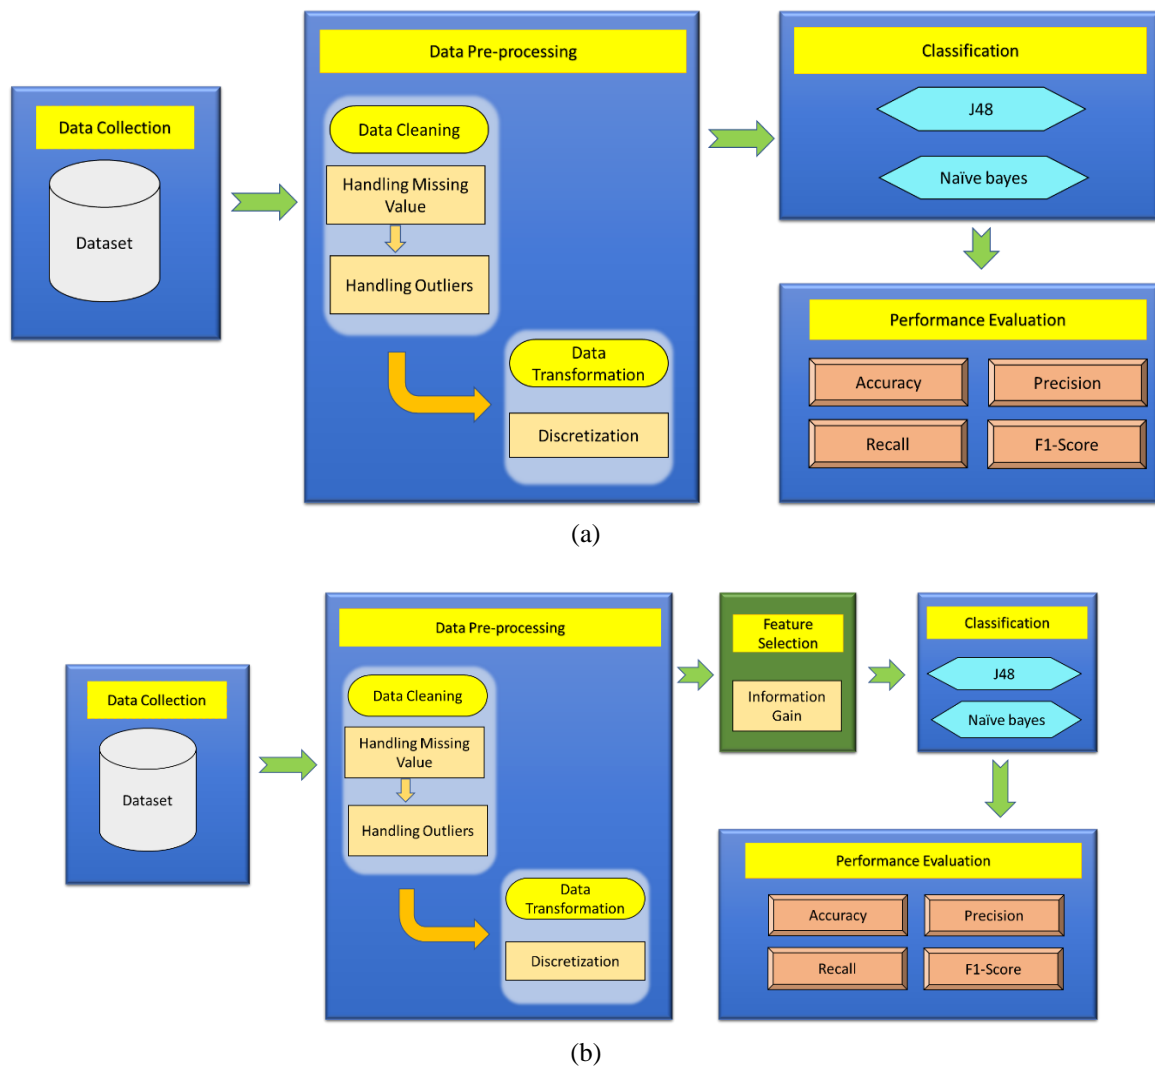 Data Collection
Dataset
Data Pre-processing
Data Cleaning
Handling Missing
Value
Handling Outliers
Data
Transformation
Discretization
Classification
J48
Naïve bayes
Performance Evaluation
Accuracy
Precision
Recall
F1-Score
(a)
Data Collection
Dataset
Data Pre-processing
Data Cleaning
Handling Missing
Value
Handling Outliers
Data
Transformation
Discretization
Feature
Selection
Information
Gain
Classification
J48
Naïve bayes
Performance Evaluation
Accuracy
Precision
Recall
F1-Score
(b)